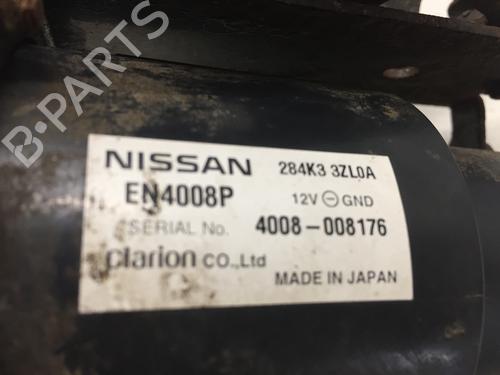 B-PARTS
NISSAN 284K3 3ZL0A
EN4008P 12V ⊖ GND
SERIAL No. 4008-008176
clarion co.,Ltd
MADE IN JAPAN